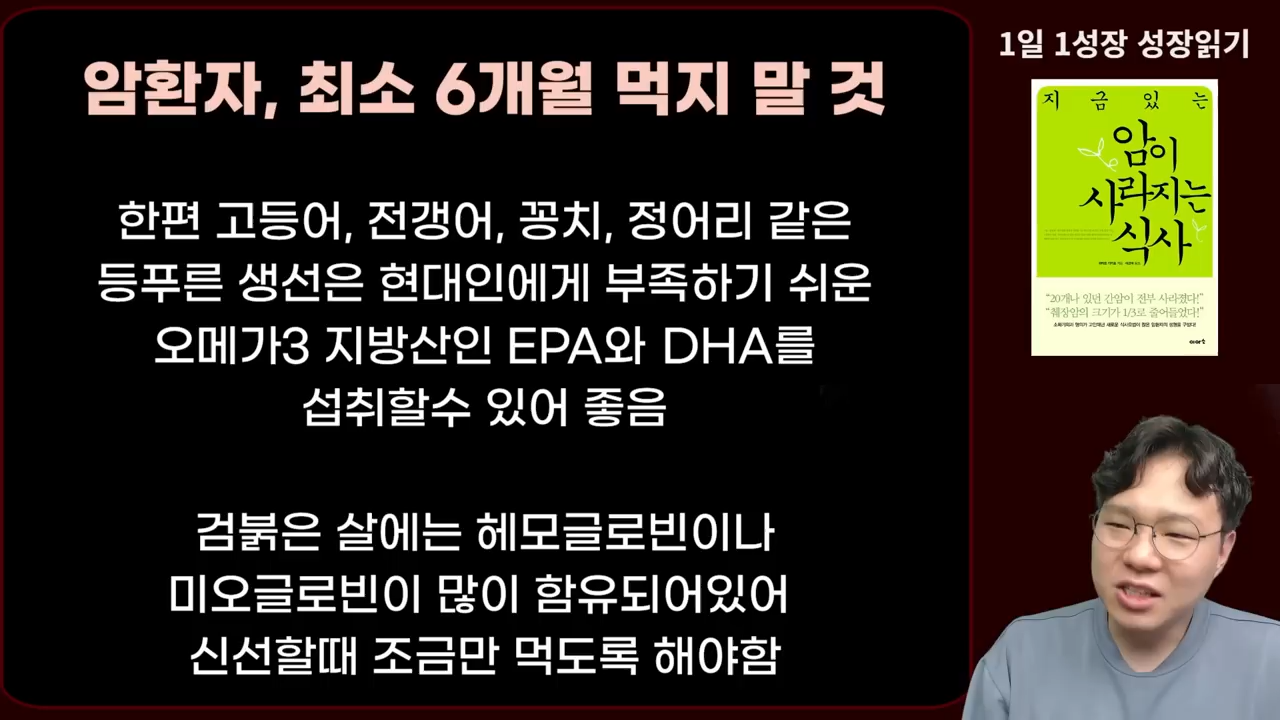 암환자, 최소 6개월 먹지 말 것
한편 고등어, 전갱어, 꽁치, 정어리 같은
등푸른 생선은 현대인에게 부족하기 쉬운
오메가3 지방산인 EPA와 DHA를
섭취할수 있어 좋음
검붉은 살에는 헤모글로빈이나
미오글로빈이 많이 함유되어있어
신선할때 조금만 먹도록 해야함
1일 1성장 성장읽기
지금있는
암이
사라지는
식사
“20개나 있던 간암이 전부 사라졌다!”
“췌장암의 크기가 1/3로 줄어들었다!”